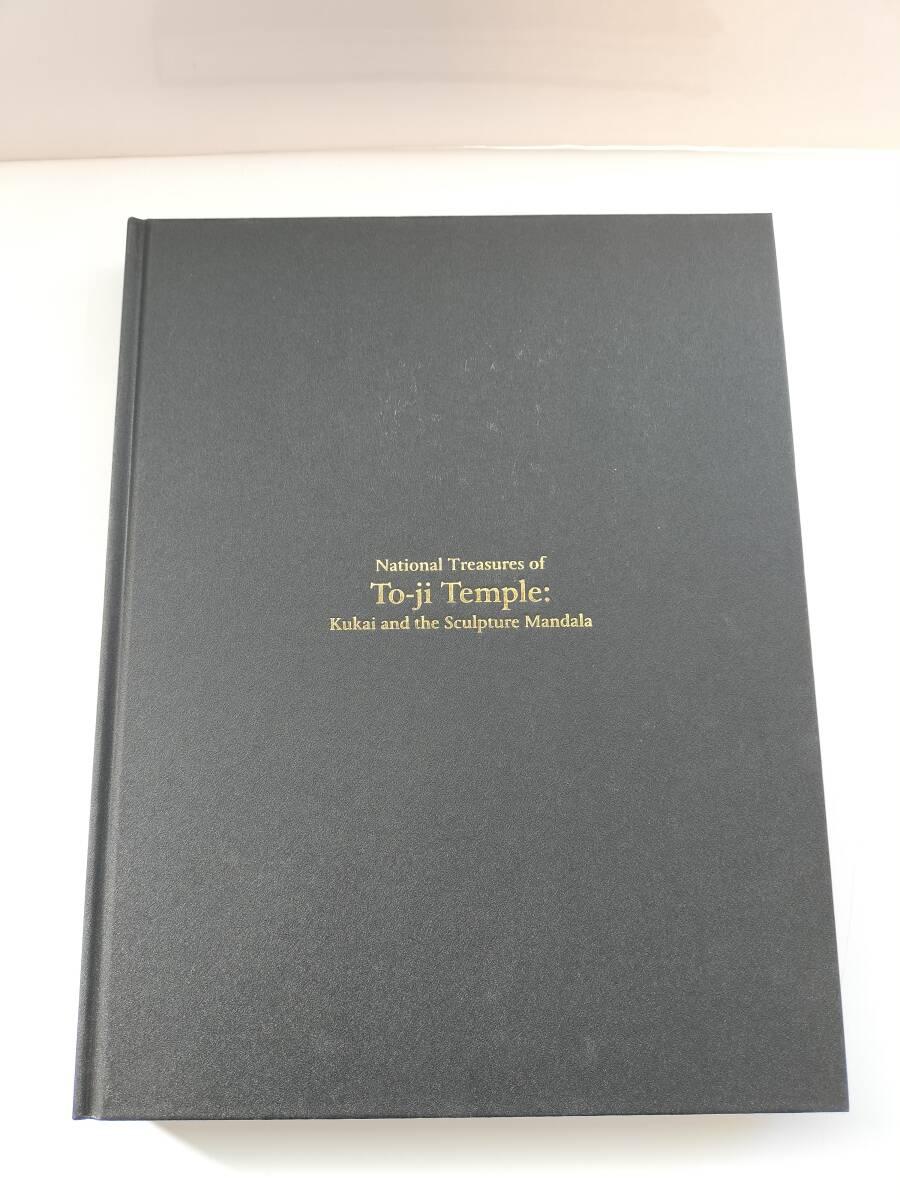 National Treasures of
To-ji Temple:
Kukai and the Sculpture Mandala